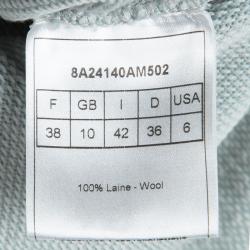 8A24140AM502
F GB I D USA
38 10 42 36 6
100% Laine - Wool